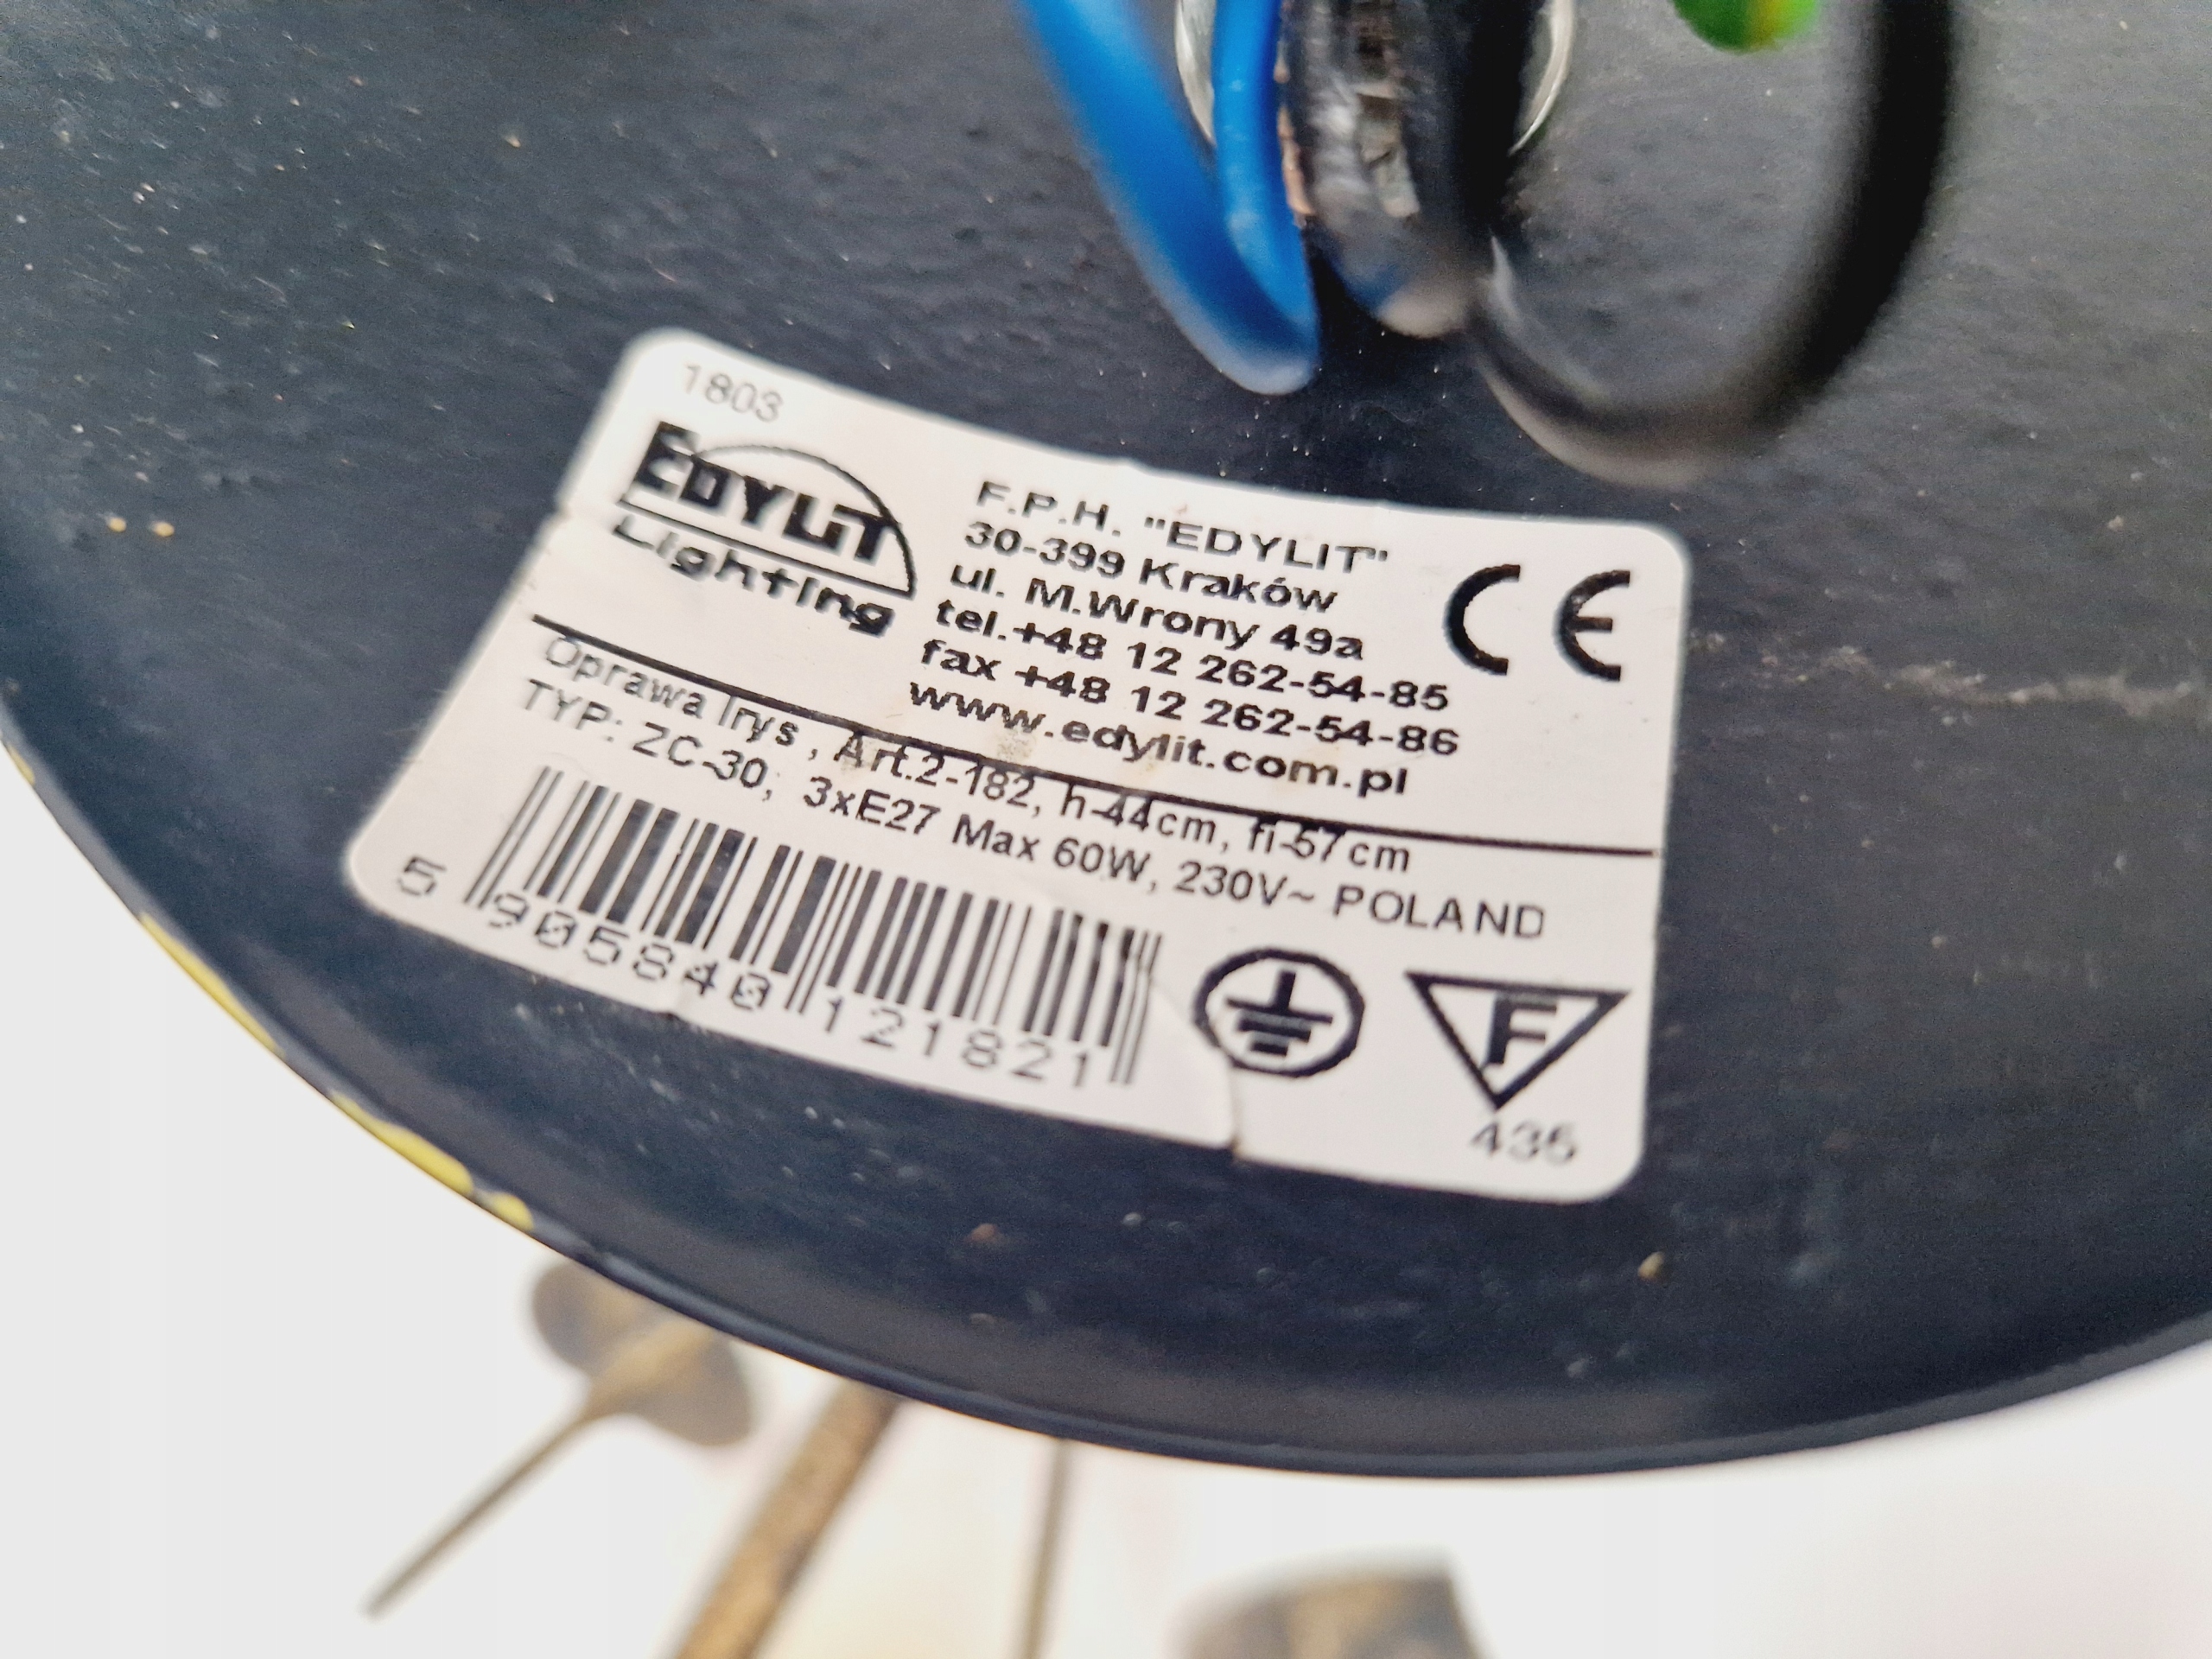 1803
EDYLIT
Lighting
F.P.H. "EDYLIT"
30-399 Kraków
ul. M.Wrony 49a
tel.+48 12 262-54-85
fax +48 12 262-54-86
www.edylit.com.pl
CE
Oprawa Irys , Art.2-182, h-44cm, fi-57cm
TYP: ZC-30; 3xE27 Max 60W, 230V~ POLAND
5 905840 121821
F
435